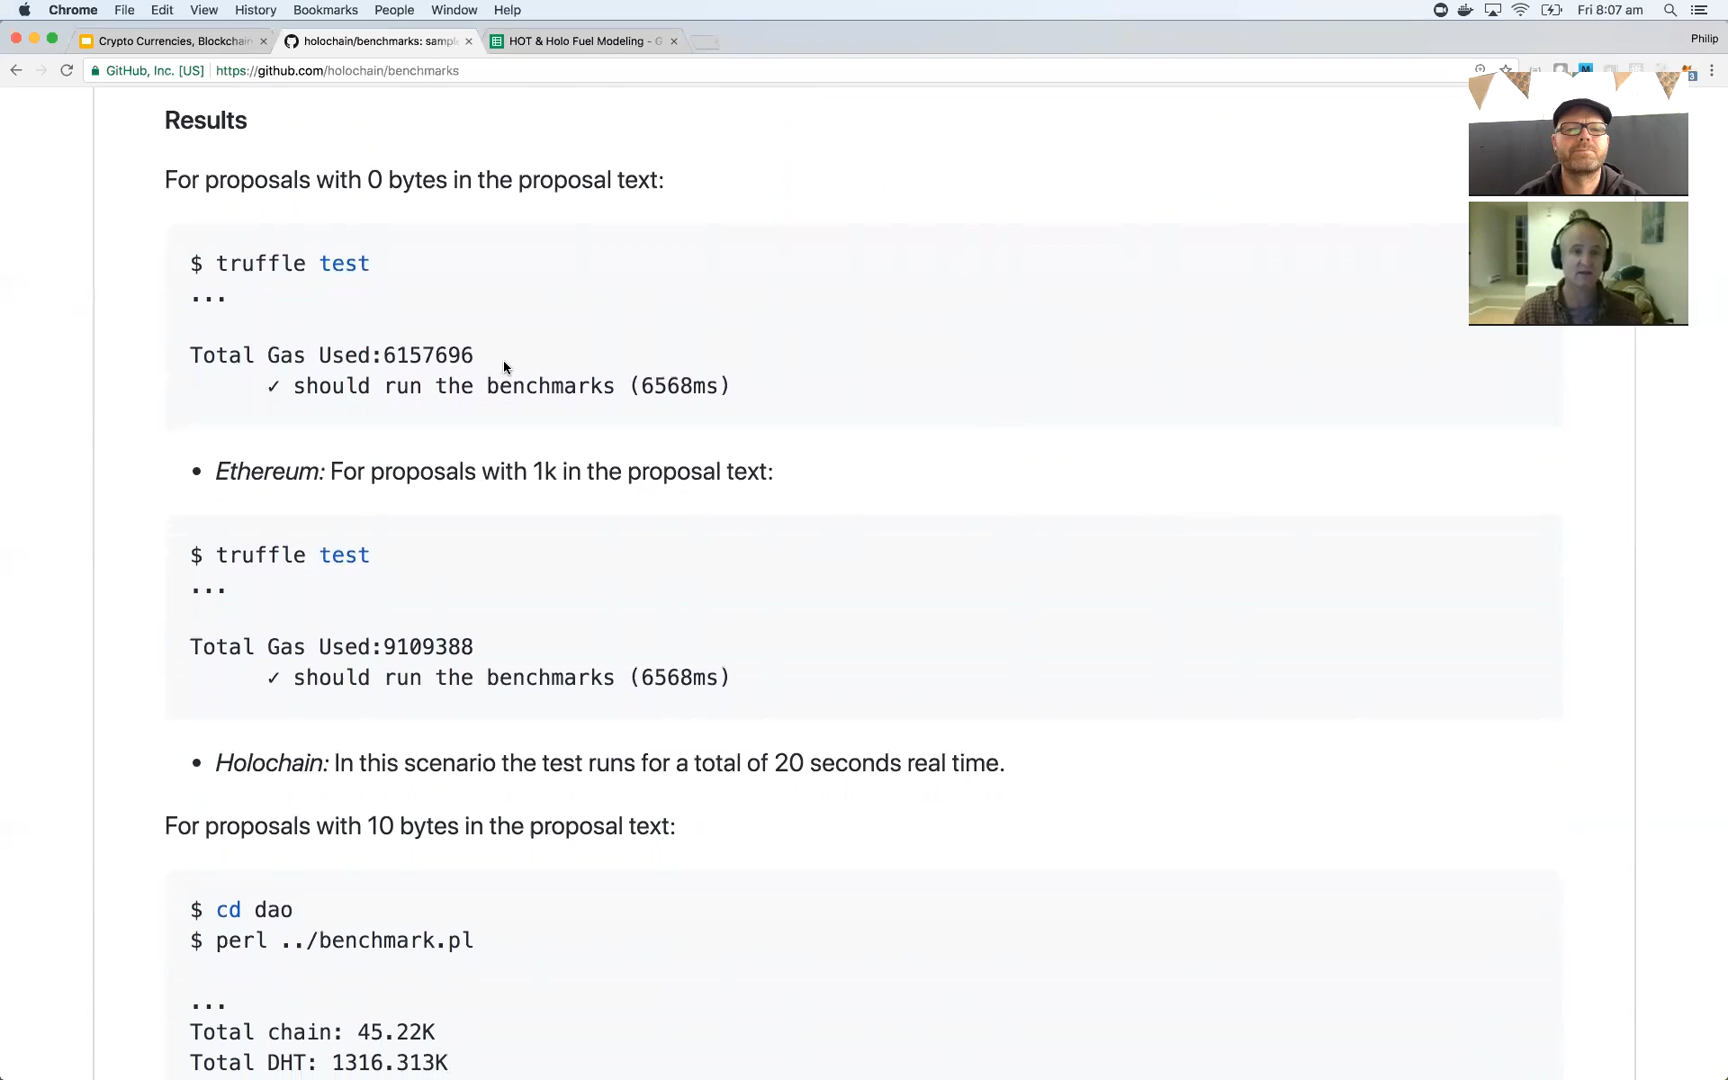 Chrome File Edit View History Bookmarks People Window Help Fri 8:07 am
Crypto Currencies, Blockchain × holochain/benchmarks: sampl × HOT & Holo Fuel Modeling - G × Philip
GitHub, Inc. [US] https://github.com/holochain/benchmarks
Results
For proposals with 0 bytes in the proposal text:
$ truffle test
...
Total Gas Used:6157696
✓ should run the benchmarks (6568ms)
• Ethereum: For proposals with 1k in the proposal text:
$ truffle test
...
Total Gas Used:9109388
✓ should run the benchmarks (6568ms)
• Holochain: In this scenario the test runs for a total of 20 seconds real time.
For proposals with 10 bytes in the proposal text:
$ cd dao
$ perl ../benchmark.pl
...
Total chain: 45.22K
Total DHT: 1316.313K